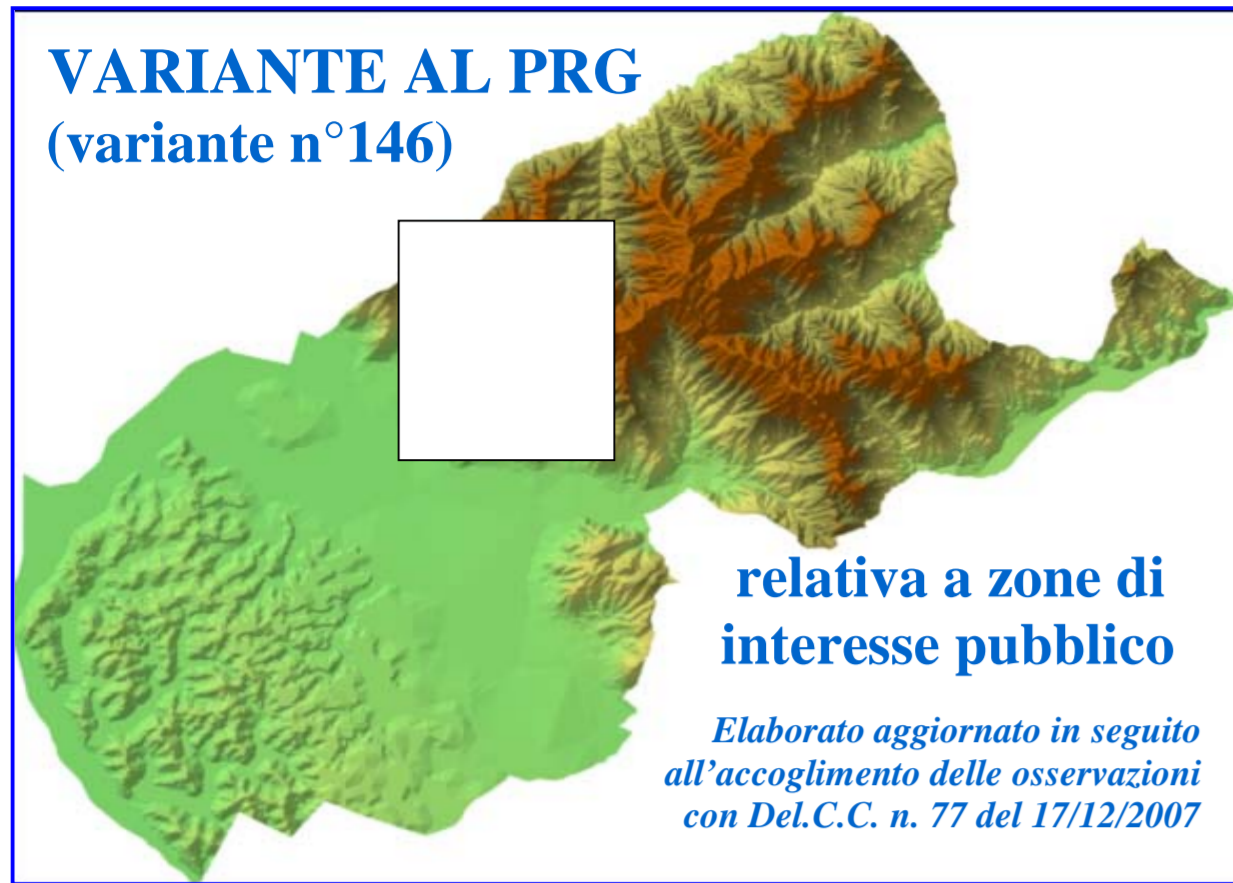 VARIANTE AL PRG
(variante n°146)
relativa a zone di
interesse pubblico
Elaborato aggiornato in seguito
all’accoglimento delle osservazioni
con Del.C.C. n. 77 del 17/12/2007